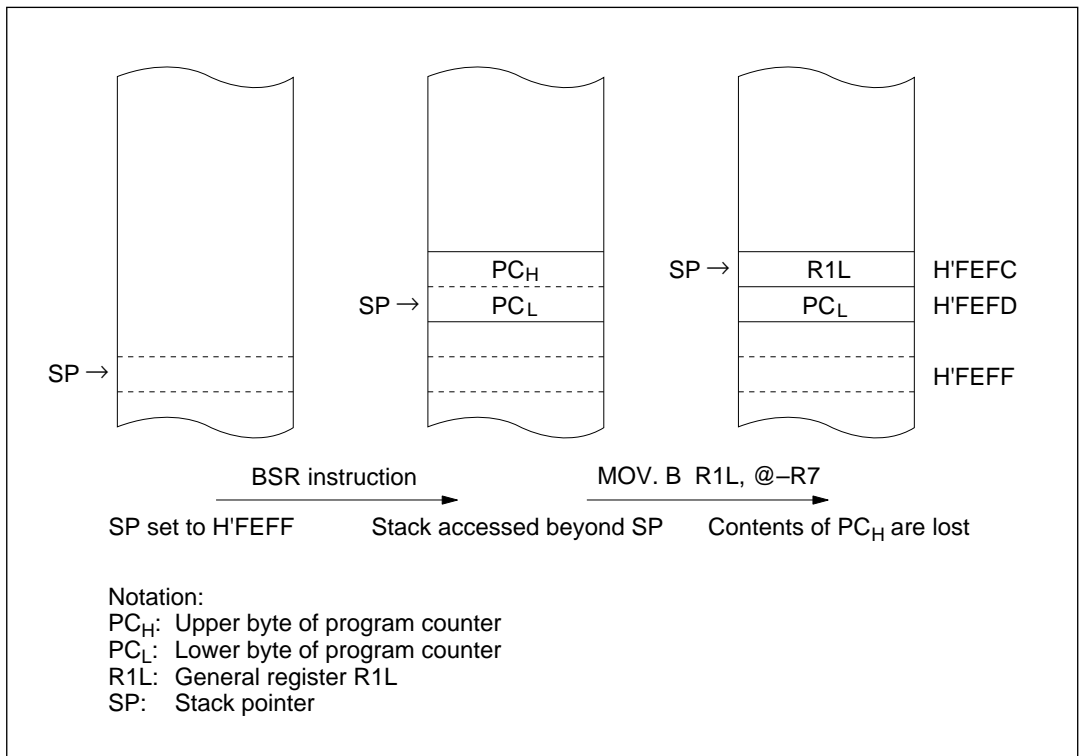 PCH
SP → R1L H'FEFC
SP → PCL PCL H'FEFD
SP → H'FEFF
BSR instruction MOV. B R1L, @–R7
SP set to H'FEFF Stack accessed beyond SP Contents of PCH are lost
Notation:
PCH: Upper byte of program counter
PCL: Lower byte of program counter
R1L: General register R1L
SP: Stack pointer